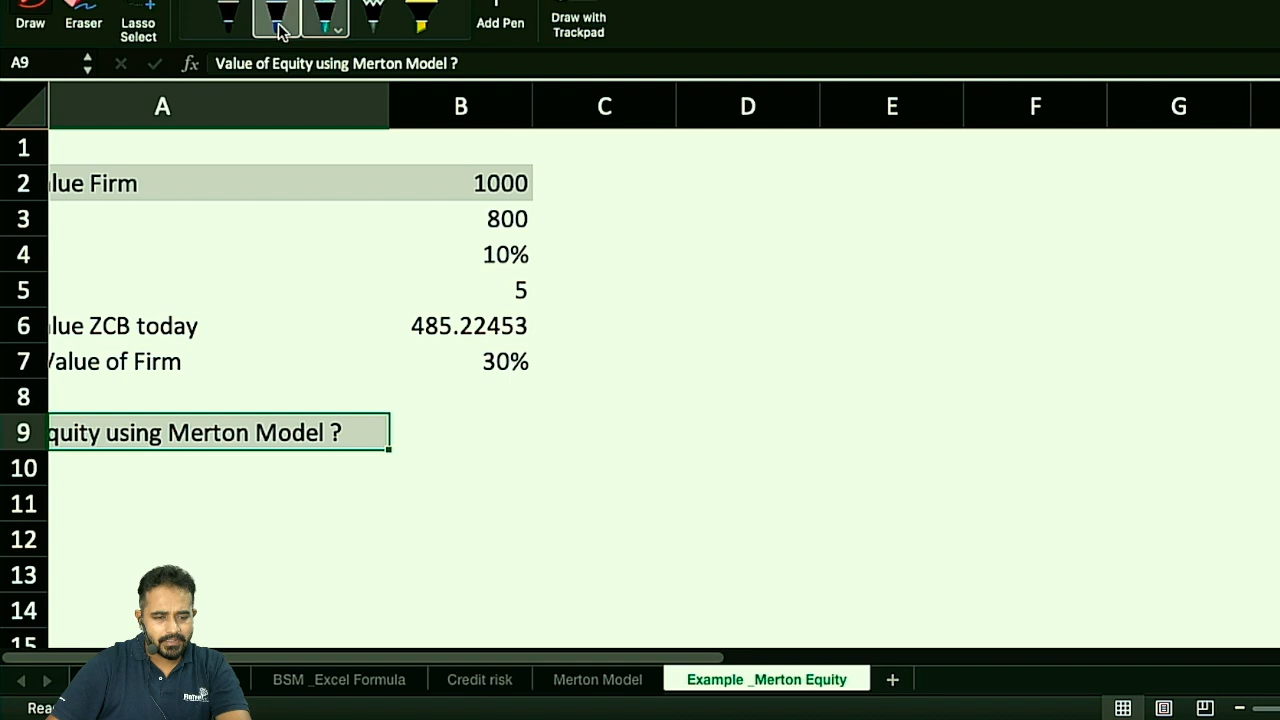 Draw
Eraser
Lasso
Select
Add Pen
Draw with
Trackpad
A9
fx
Value of Equity using Merton Model ?
A B C D E F G
1
2 lue Firm 1000
3 800
4 10%
5 5
6 lue ZCB today 485.22453
7 Value of Firm 30%
8
9 quity using Merton Model ?
10
11
12
13
14
15
BSM _Excel Formula
Credit risk
Merton Model
Example _Merton Equity
+
Rea